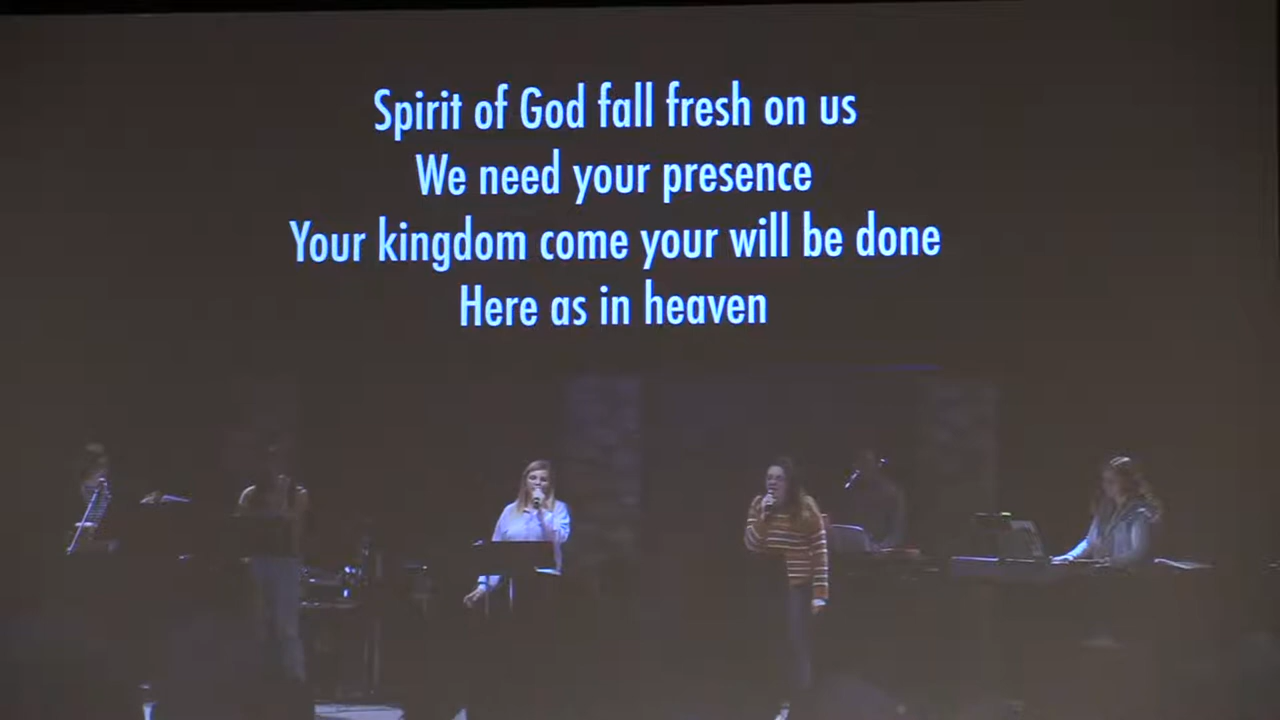 Spirit of God fall fresh on us
We need your presence
Your kingdom come your will be done
Here as in heaven